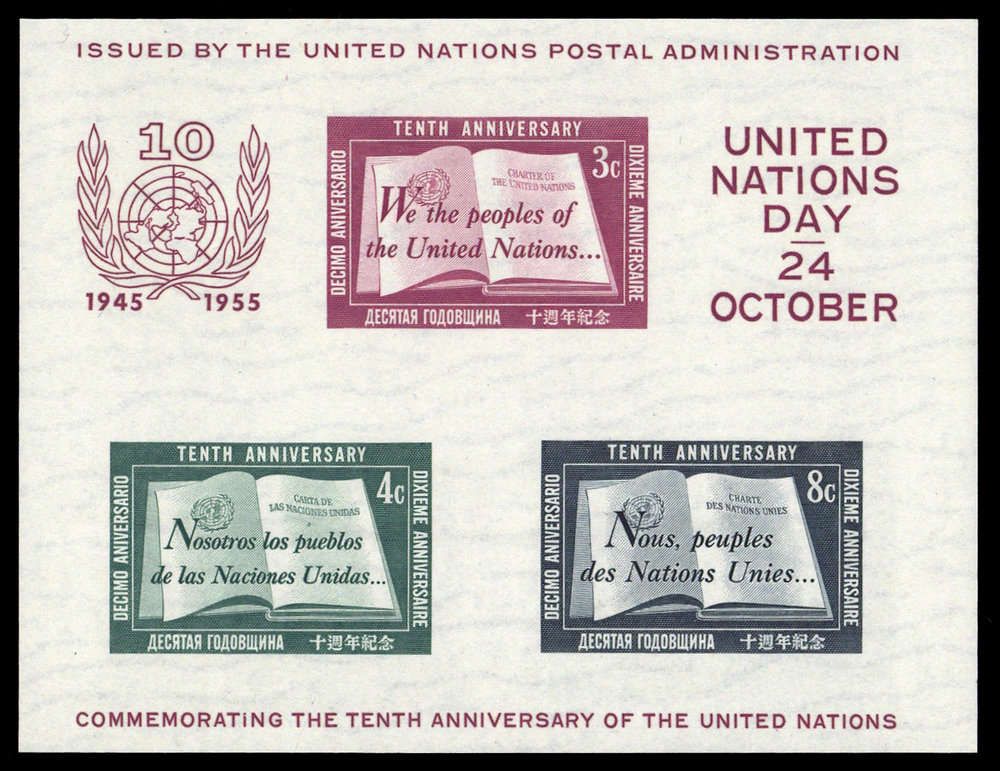 ISSUED BY THE UNITED NATIONS POSTAL ADMINISTRATION
10
1945 1955
TENTH ANNIVERSARY
DECIMO ANIVERSARIO
3c
CHARTER OF
THE UNITED NATIONS
We the peoples of
the United Nations...
DIXIEME ANNIVERSAIRE
ДЕСЯТАЯ ГОДОВЩИНА 十週年紀念
UNITED
NATIONS
DAY
24
OCTOBER
TENTH ANNIVERSARY
DECIMO ANIVERSARIO
4c
CARTA DE
LAS NACIONES UNIDAS
Nosotros los pueblos
de las Naciones Unidas...
DIXIEME ANNIVERSAIRE
ДЕСЯТАЯ ГОДОВЩИНА 十週年紀念
TENTH ANNIVERSARY
DECIMO ANIVERSARIO
8c
CHARTE
DES NATIONS UNIES
Nous, peuples
des Nations Unies...
DIXIEME ANNIVERSAIRE
ДЕСЯТАЯ ГОДОВЩИНА 十週年紀念
COMMEMORATiNG THE TENTH ANNIVERSARY OF THE UNITED NATIONS